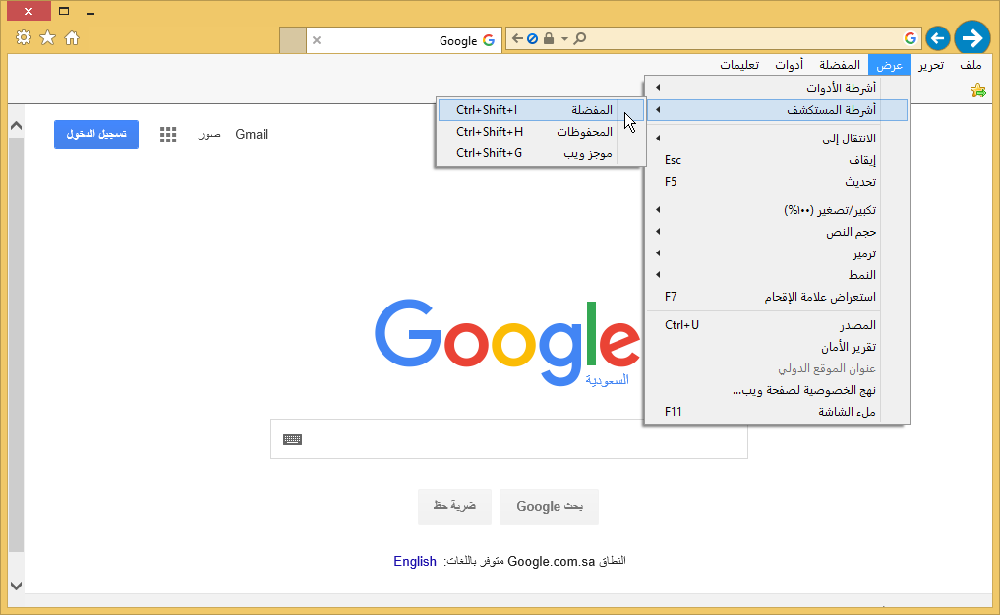 Google
ملف
تحرير
عرض
المفضلة
أدوات
تعليمات
أشرطة الأدوات
أشرطة المستكشف
الانتقال إلى
إيقاف Esc
تحديث F5
تكبير/تصغير (١٠٠%)
حجم النص
ترميز
النمط
استعراض علامة الإقحام F7
المصدر Ctrl+U
تقرير الأمان
عنوان الموقع الدولي
نهج الخصوصية لصفحة ويب...
ملء الشاشة F11
المفضلة Ctrl+Shift+I
المحفوظات Ctrl+Shift+H
موجز ويب Ctrl+Shift+G
Gmail
صور
تسجيل الدخول
Google
السعودية
بحث Google
ضربة حظ
النطاق Google.com.sa متوفر باللغات: English